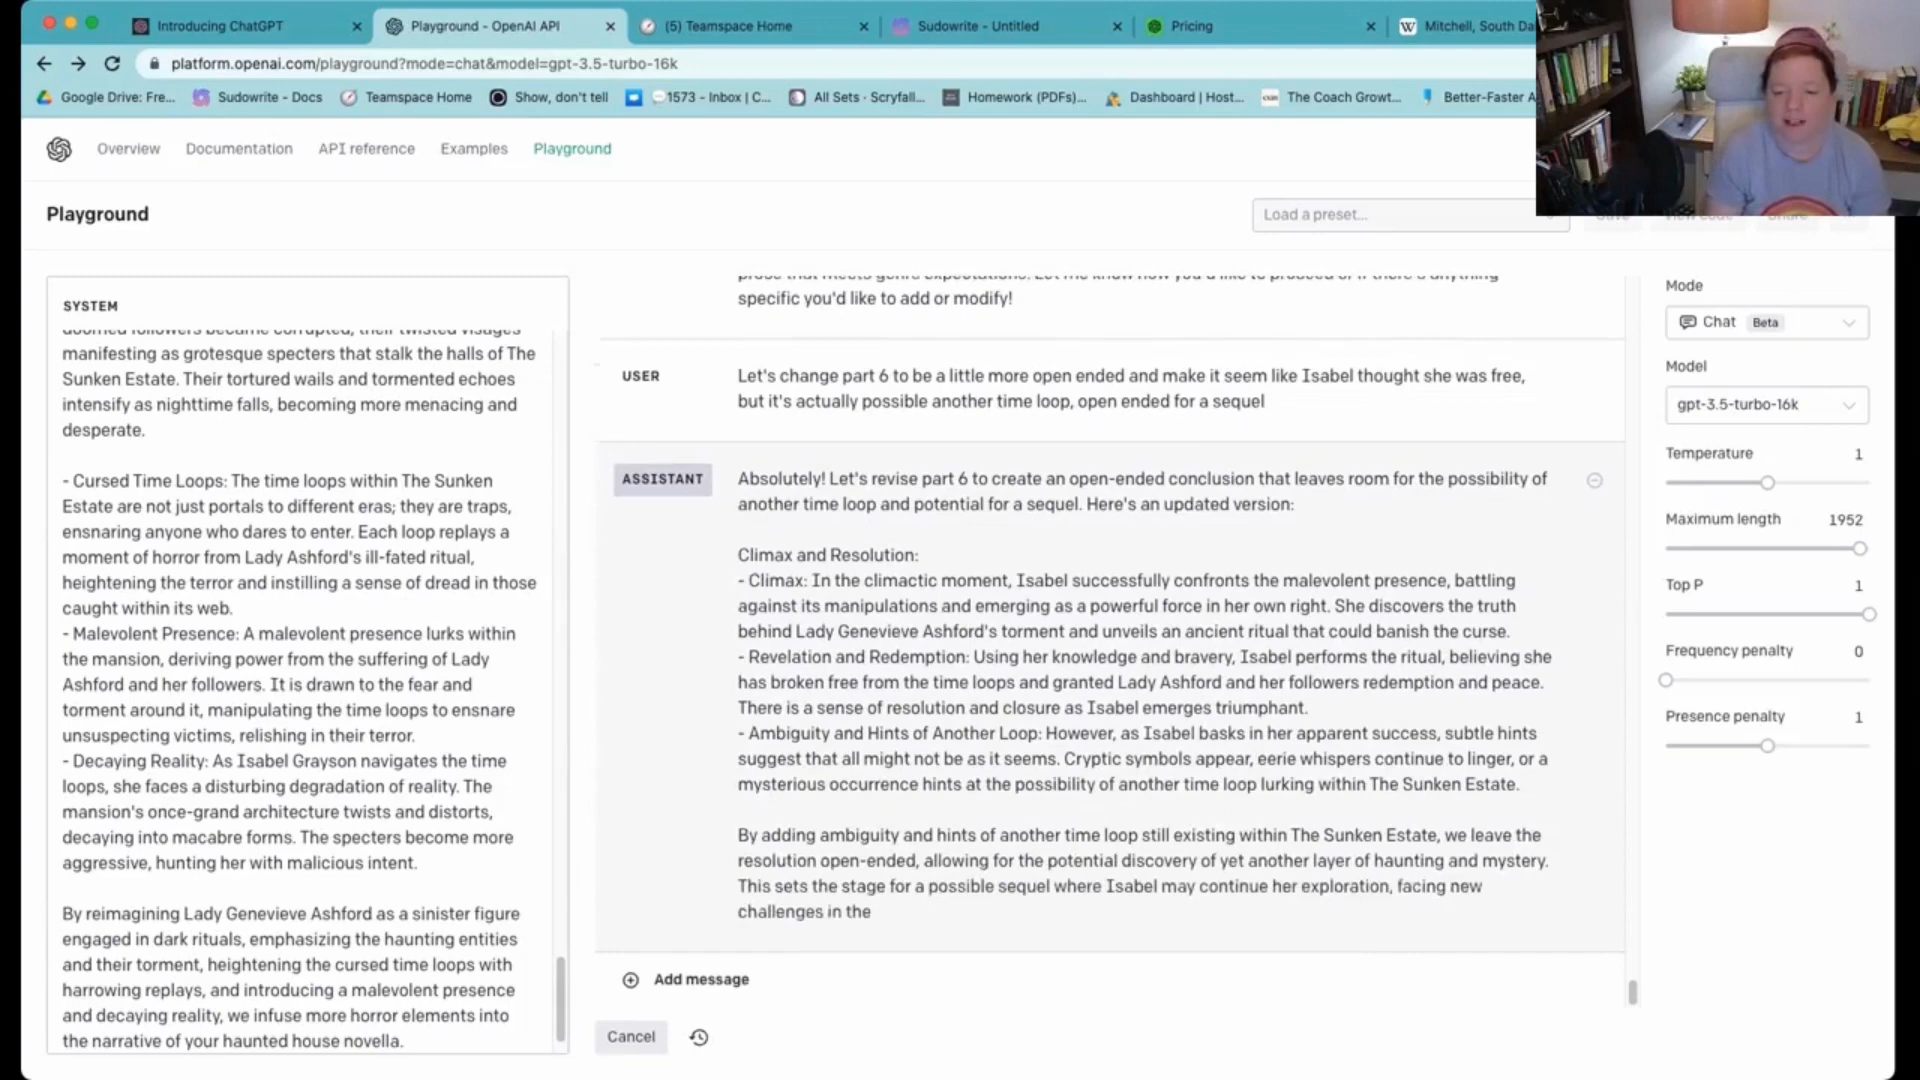 Introducing ChatGPT
Playground - OpenAI API
(5) Teamspace Home
Sudowrite - Untitled
Pricing
Mitchell, South Da
platform.openai.com/playground?mode=chat&model=gpt-3.5-turbo-16k
Google Drive: Fre...
Sudowrite - Docs
Teamspace Home
Show, don't tell
1573 - Inbox | C...
All Sets · Scryfall...
Homework (PDFs)...
Dashboard | Host...
The Coach Growt...
Better-Faster A
Overview
Documentation
API reference
Examples
Playground
Playground
Load a preset...
SYSTEM
doomed followers became corrupted, their twisted visages
manifesting as grotesque specters that stalk the halls of The
Sunken Estate. Their tortured wails and tormented echoes
intensify as nighttime falls, becoming more menacing and
desperate.
- Cursed Time Loops: The time loops within The Sunken
Estate are not just portals to different eras; they are traps,
ensnaring anyone who dares to enter. Each loop replays a
moment of horror from Lady Ashford's ill-fated ritual,
heightening the terror and instilling a sense of dread in those
caught within its web.
- Malevolent Presence: A malevolent presence lurks within
the mansion, deriving power from the suffering of Lady
Ashford and her followers. It is drawn to the fear and
torment around it, manipulating the time loops to ensnare
unsuspecting victims, relishing in their terror.
- Decaying Reality: As Isabel Grayson navigates the time
loops, she faces a disturbing degradation of reality. The
mansion's once-grand architecture twists and distorts,
decaying into macabre forms. The specters become more
aggressive, hunting her with malicious intent.
By reimagining Lady Genevieve Ashford as a sinister figure
engaged in dark rituals, emphasizing the haunting entities
and their torment, heightening the cursed time loops with
harrowing replays, and introducing a malevolent presence
and decaying reality, we infuse more horror elements into
the narrative of your haunted house novella.
prose that meets genre expectations. Let me know how you'd like to proceed or if there's anything
specific you'd like to add or modify!
USER
Let's change part 6 to be a little more open ended and make it seem like Isabel thought she was free,
but it's actually possible another time loop, open ended for a sequel
ASSISTANT
Absolutely! Let's revise part 6 to create an open-ended conclusion that leaves room for the possibility of
another time loop and potential for a sequel. Here's an updated version:
Climax and Resolution:
- Climax: In the climactic moment, Isabel successfully confronts the malevolent presence, battling
against its manipulations and emerging as a powerful force in her own right. She discovers the truth
behind Lady Genevieve Ashford's torment and unveils an ancient ritual that could banish the curse.
- Revelation and Redemption: Using her knowledge and bravery, Isabel performs the ritual, believing she
has broken free from the time loops and granted Lady Ashford and her followers redemption and peace.
There is a sense of resolution and closure as Isabel emerges triumphant.
- Ambiguity and Hints of Another Loop: However, as Isabel basks in her apparent success, subtle hints
suggest that all might not be as it seems. Cryptic symbols appear, eerie whispers continue to linger, or a
mysterious occurrence hints at the possibility of another time loop lurking within The Sunken Estate.
By adding ambiguity and hints of another time loop still existing within The Sunken Estate, we leave the
resolution open-ended, allowing for the potential discovery of yet another layer of haunting and mystery.
This sets the stage for a possible sequel where Isabel may continue her exploration, facing new
challenges in the
Add message
Cancel
Mode
Chat Beta
Model
gpt-3.5-turbo-16k
Temperature 1
Maximum length 1952
Top P 1
Frequency penalty 0
Presence penalty 1